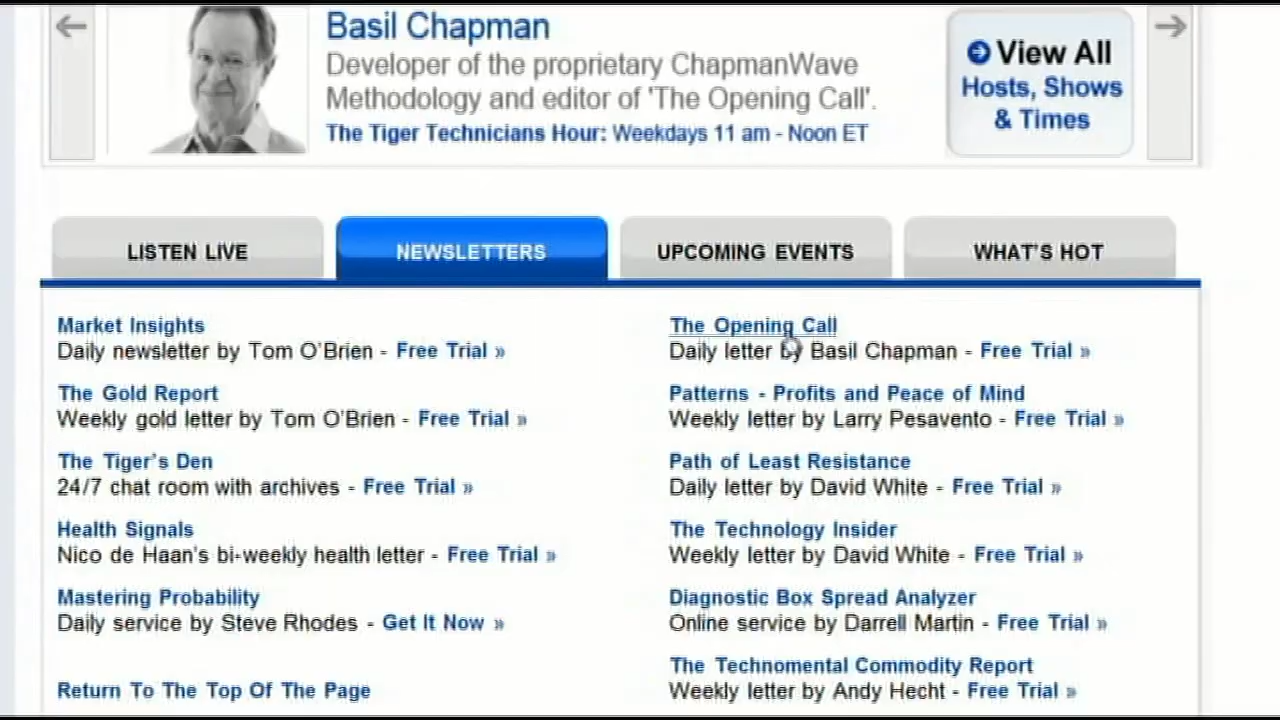 Basil Chapman
Developer of the proprietary ChapmanWave
Methodology and editor of 'The Opening Call'.
The Tiger Technicians Hour: Weekdays 11 am - Noon ET
View All
Hosts, Shows
& Times
LISTEN LIVE
NEWSLETTERS
UPCOMING EVENTS
WHAT'S HOT
Market Insights
Daily newsletter by Tom O'Brien - Free Trial »
The Gold Report
Weekly gold letter by Tom O'Brien - Free Trial »
The Tiger's Den
24/7 chat room with archives - Free Trial »
Health Signals
Nico de Haan's bi-weekly health letter - Free Trial »
Mastering Probability
Daily service by Steve Rhodes - Get It Now »
Return To The Top Of The Page
The Opening Call
Daily letter by Basil Chapman - Free Trial »
Patterns - Profits and Peace of Mind
Weekly letter by Larry Pesavento - Free Trial »
Path of Least Resistance
Daily letter by David White - Free Trial »
The Technology Insider
Weekly letter by David White - Free Trial »
Diagnostic Box Spread Analyzer
Online service by Darrell Martin - Free Trial »
The Technomental Commodity Report
Weekly letter by Andy Hecht - Free Trial »